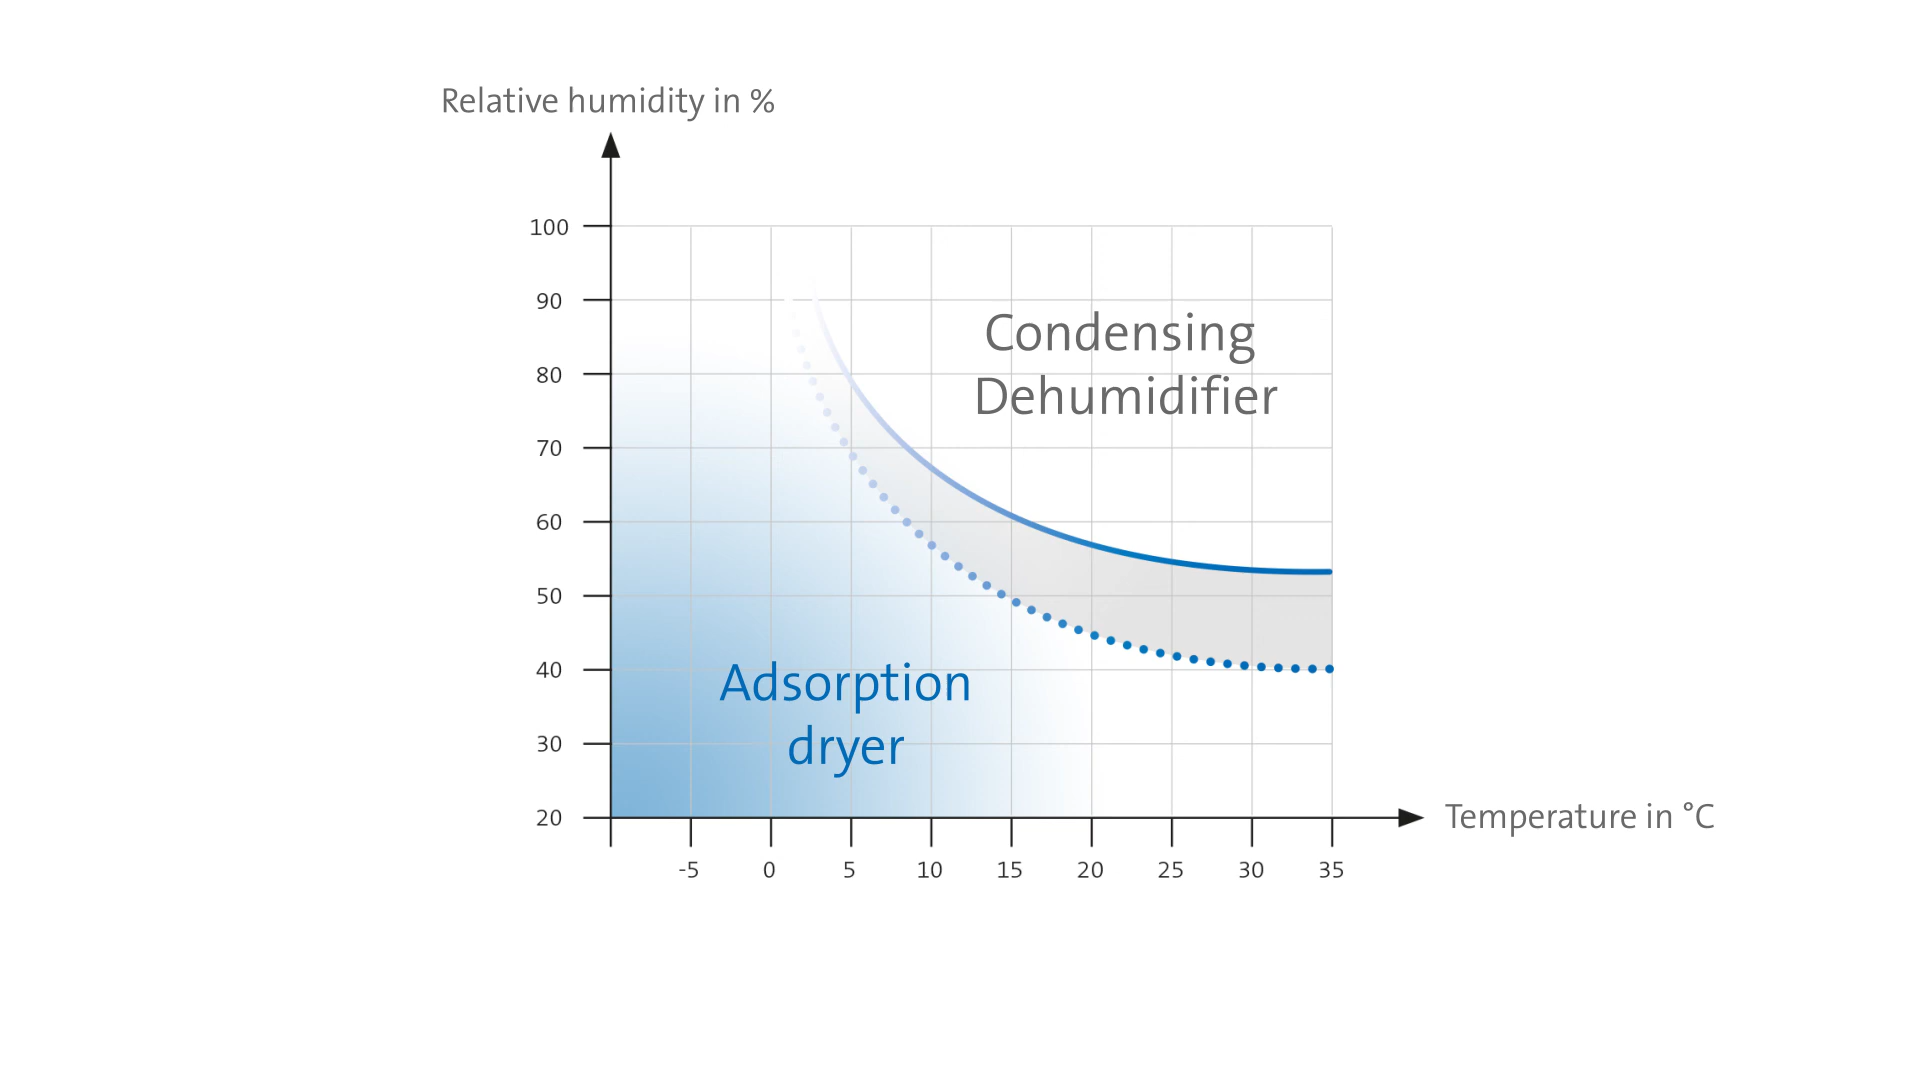 Relative humidity in %
100
90
Condensing
80
Dehumidifier
70
60
50
40
Adsorption
30
dryer
20
Temperature in °C
-5 0 5 10 15 20 25 30 35